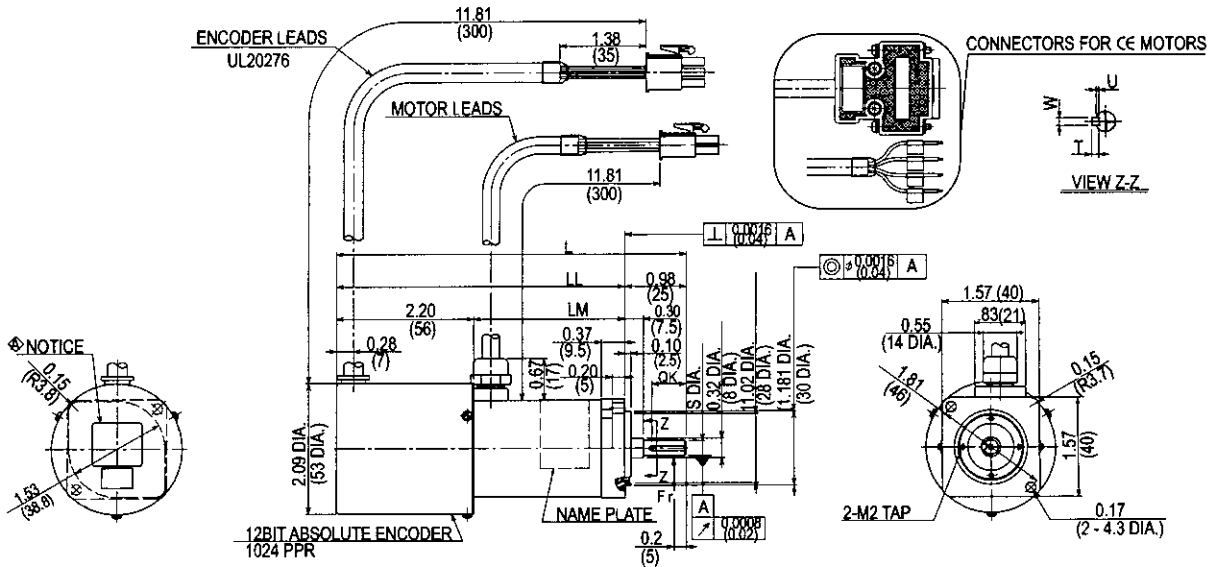 11.81
(300)
ENCODER LEADS
UL20276
1.38
(35)
CONNECTORS FOR CE MOTORS
MOTOR LEADS
U
W
T
VIEW Z-Z
11.81
(300)
⊥ 0.0016 A
(0.04)
L
◎ ø 0.0016 A
(0.04)
LL
0.98
(25)
1.57 (40)
2.20
(56)
LM
0.30
(7.5)
.83(21)
NOTICE
0.28
(7)
0.37
(9.5)
0.10
(2.5)
0.55
(14 DIA.)
0.15
(R3.8)
0.67
(17)
0.20
(5)
QK
S DIA.
0.32 DIA.
(8 DIA.)
1.02 DIA.
(28 DIA.)
1.181 DIA.
(30 DIA.)
1.81
(46)
0.15
(R3.7)
2.09 DIA.
(53 DIA.)
Z
Z
1.57
(40)
1.53
(38.8)
Fr
NAME PLATE
A
0.0008
(0.02)
2-M2 TAP
0.17
(2 - 4.3 DIA.)
12BIT ABSOLUTE ENCODER
1024 PPR
0.2
(5)